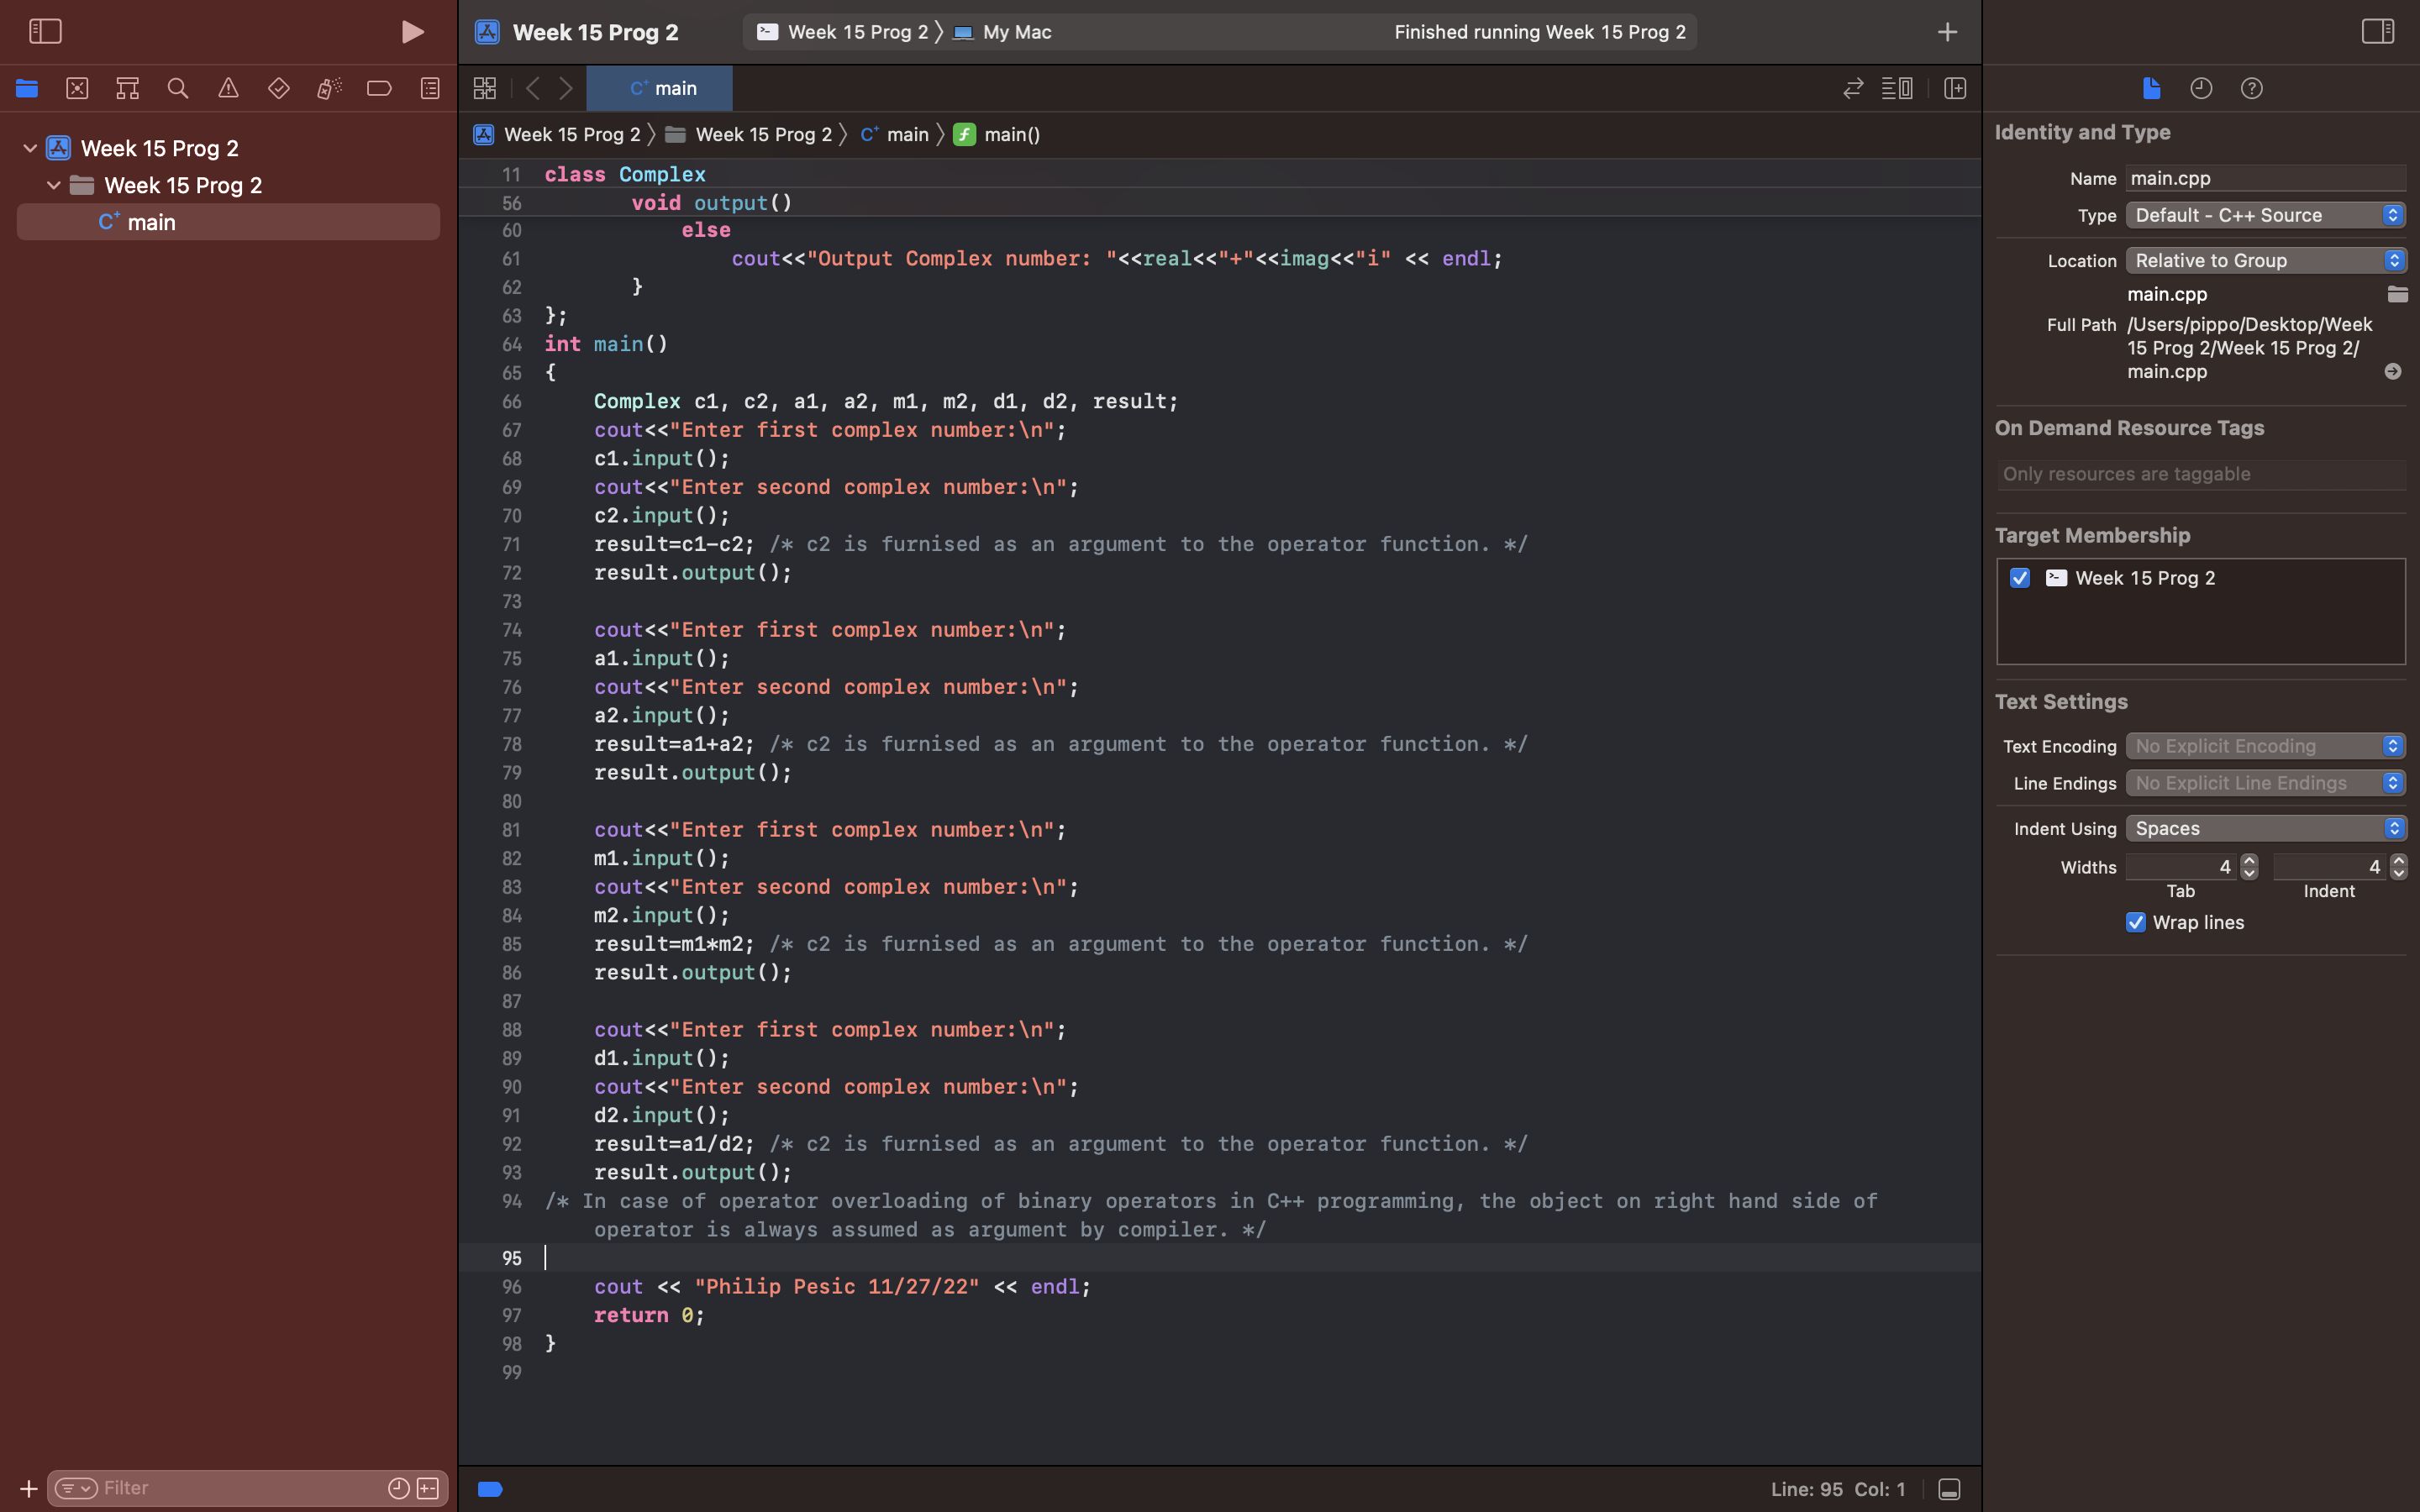 Week 15 Prog 2
Week 15 Prog 2
main
Filter
Week 15 Prog 2
Week 15 Prog 2 〉 My Mac
Finished running Week 15 Prog 2
main
Week 15 Prog 2 〉 Week 15 Prog 2 〉 main 〉 main()
11 class Complex
56 void output()
60 else
61 cout<<"Output Complex number: "<<real<<"+"<<imag<<"i" << endl;
62 }
63 };
64 int main()
65 {
66 Complex c1, c2, a1, a2, m1, m2, d1, d2, result;
67 cout<<"Enter first complex number:\n";
68 c1.input();
69 cout<<"Enter second complex number:\n";
70 c2.input();
71 result=c1-c2; /* c2 is furnised as an argument to the operator function. */
72 result.output();
73
74 cout<<"Enter first complex number:\n";
75 a1.input();
76 cout<<"Enter second complex number:\n";
77 a2.input();
78 result=a1+a2; /* c2 is furnised as an argument to the operator function. */
79 result.output();
80
81 cout<<"Enter first complex number:\n";
82 m1.input();
83 cout<<"Enter second complex number:\n";
84 m2.input();
85 result=m1*m2; /* c2 is furnised as an argument to the operator function. */
86 result.output();
87
88 cout<<"Enter first complex number:\n";
89 d1.input();
90 cout<<"Enter second complex number:\n";
91 d2.input();
92 result=a1/d2; /* c2 is furnised as an argument to the operator function. */
93 result.output();
94 /* In case of operator overloading of binary operators in C++ programming, the object on right hand side of
operator is always assumed as argument by compiler. */
95
96 cout << "Philip Pesic 11/27/22" << endl;
97 return 0;
98 }
99
Line: 95 Col: 1
Identity and Type
Name main.cpp
Type Default - C++ Source
Location Relative to Group
main.cpp
Full Path /Users/pippo/Desktop/Week
15 Prog 2/Week 15 Prog 2/
main.cpp
On Demand Resource Tags
Only resources are taggable
Target Membership
Week 15 Prog 2
Text Settings
Text Encoding No Explicit Encoding
Line Endings No Explicit Line Endings
Indent Using Spaces
Widths 4 4
Tab Indent
Wrap lines